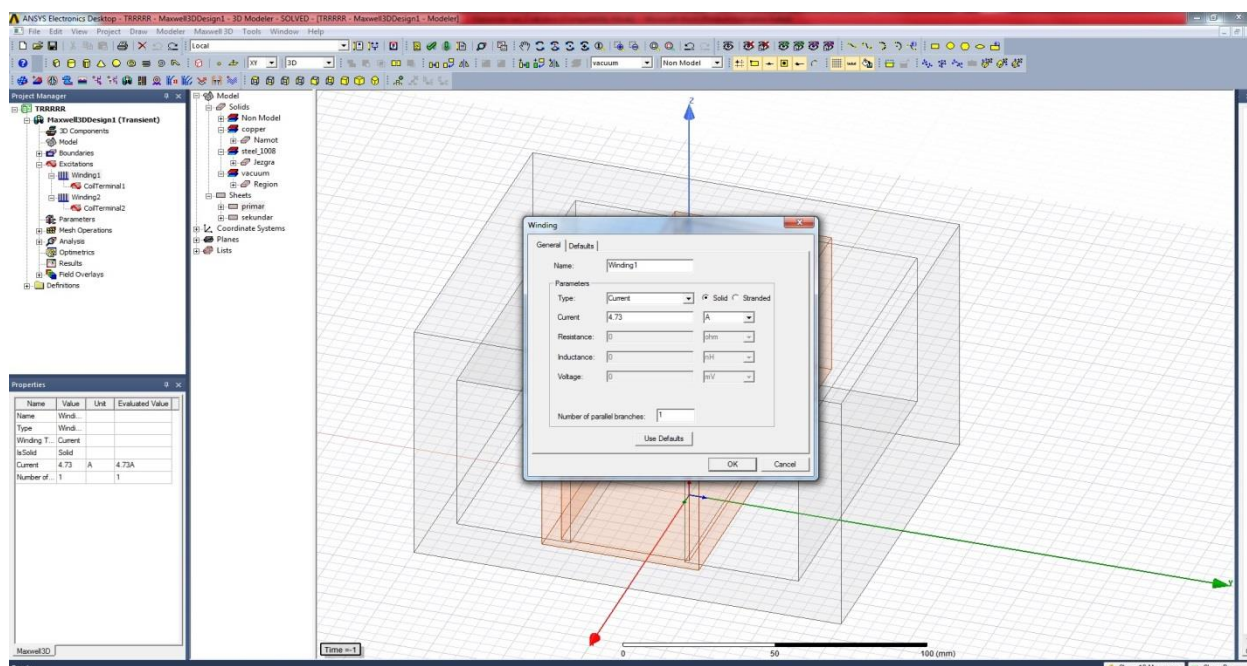 ANSYS Electronics Desktop - TRRRRR - Maxwell3DDesign1 - 3D Modeler - SOLVED - [TRRRRR - Maxwell3DDesign1 - Modeler]
File Edit View Project Draw Modeler Maxwell 3D Tools Window Help
Local
XY 3D vacuum Non Model
Project Manager
TRRRRR
Maxwell3DDesign1 (Transient)
3D Components
Model
Boundaries
Excitations
Winding1
CoilTerminal1
Winding2
CoilTerminal2
Parameters
Mesh Operations
Analysis
Optimetrics
Results
Field Overlays
Definitions
Model
Solids
Non Model
copper
Namot
steel_1008
Jezgra
vacuum
Region
Sheets
primar
sekundar
Coordinate Systems
Planes
Lists
Properties
Name Value Unit Evaluated Value
Name Windi...
Type Windi...
Winding T... Current
IsSolid Solid
Current 4.73 A 4.73A
Number of... 1 1
Maxwell3D
Z
Winding
General Defaults
Name: Winding1
Parameters
Type: Current Solid Stranded
Current 4.73 A
Resistance: 0 ohm
Inductance: 0 nH
Voltage: 0 mV
Number of parallel branches: 1
Use Defaults
OK Cancel
y
Time =-1
0 50 100 (mm)